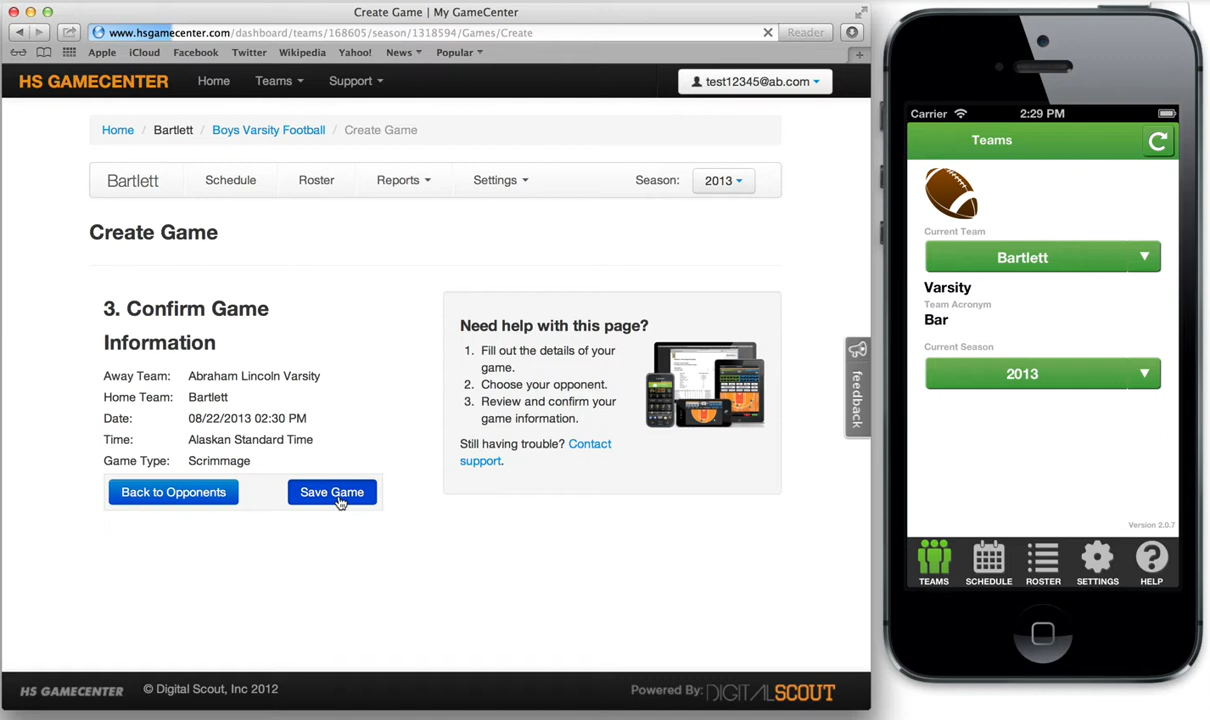 Create Game | My GameCenter
www.hsgamecenter.com/dashboard/teams/168605/season/1318594/Games/Create
Reader
Apple iCloud Facebook Twitter Wikipedia Yahoo! News Popular
HS GAMECENTER Home Teams Support test12345@ab.com
Home / Bartlett / Boys Varsity Football / Create Game
Bartlett Schedule Roster Reports Settings Season: 2013
Create Game
3. Confirm Game
Information
Away Team: Abraham Lincoln Varsity
Home Team: Bartlett
Date: 08/22/2013 02:30 PM
Time: Alaskan Standard Time
Game Type: Scrimmage
Back to Opponents Save Game
Need help with this page?
1. Fill out the details of your
game.
2. Choose your opponent.
3. Review and confirm your
game information.
Still having trouble? Contact
support.
feedback
HS GAMECENTER © Digital Scout, Inc 2012 Powered By: DIGITALSCOUT
Carrier 2:29 PM
Teams
Current Team
Bartlett
Varsity
Team Acronym
Bar
Current Season
2013
Version 2.0.7
TEAMS SCHEDULE ROSTER SETTINGS HELP